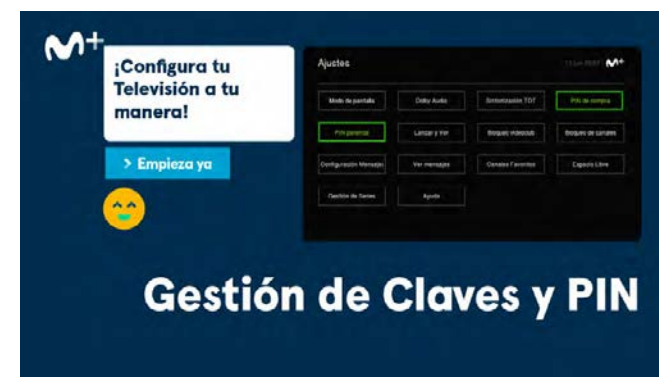 M+
¡Configura tu
Televisión a tu
manera!
> Empieza ya
Ajustes
M+
Modo de pantalla
Dolby Audio
Sintonización TDT
PIN de compra
PIN parental
Lanzar y Ver
Bloqueo Videoclub
Bloqueo de canales
Configuración Mensajes
Ver mensajes
Canales Favoritos
Espacio Libre
Gestión de Series
Ayuda
Gestión de Claves y PIN